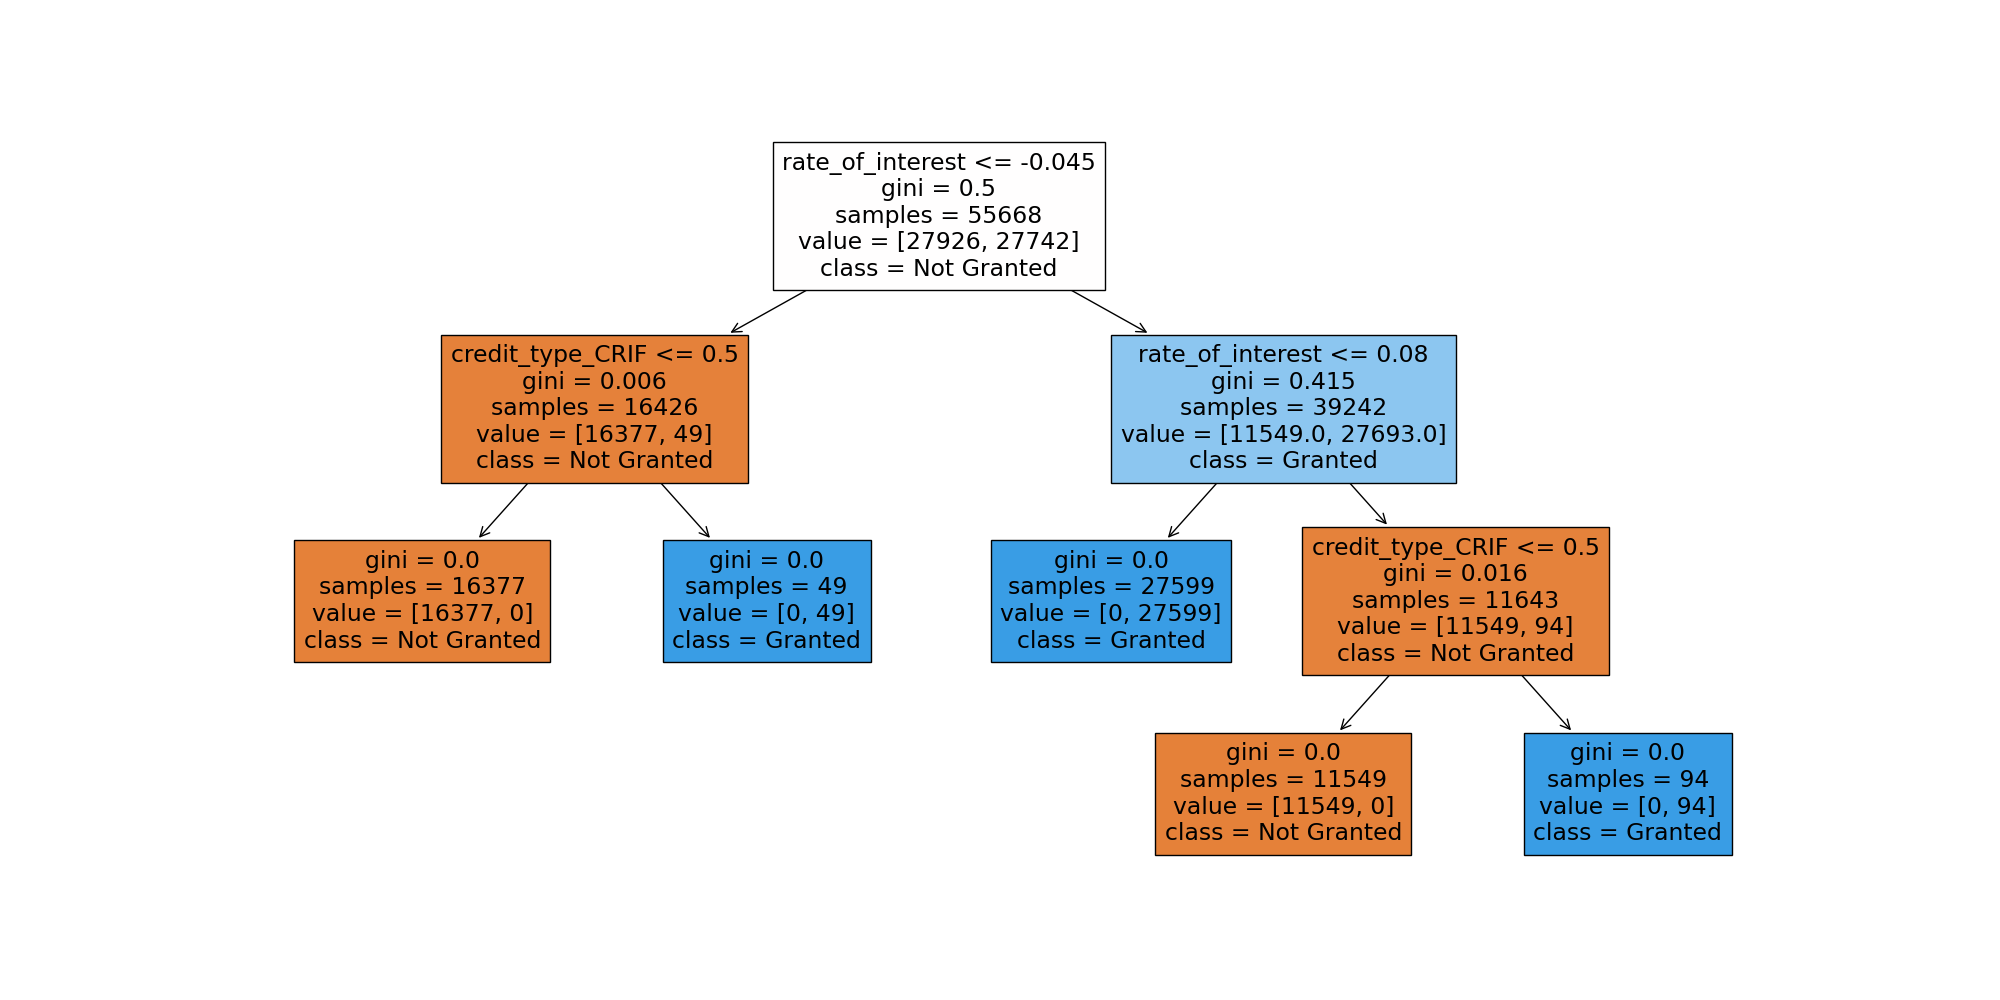 rate_of_interest <= -0.045
gini = 0.5
samples = 55668
value = [27926, 27742]
class = Not Granted
credit_type_CRIF <= 0.5
gini = 0.006
samples = 16426
value = [16377, 49]
class = Not Granted
rate_of_interest <= 0.08
gini = 0.415
samples = 39242
value = [11549.0, 27693.0]
class = Granted
gini = 0.0
samples = 16377
value = [16377, 0]
class = Not Granted
gini = 0.0
samples = 49
value = [0, 49]
class = Granted
gini = 0.0
samples = 27599
value = [0, 27599]
class = Granted
credit_type_CRIF <= 0.5
gini = 0.016
samples = 11643
value = [11549, 94]
class = Not Granted
gini = 0.0
samples = 11549
value = [11549, 0]
class = Not Granted
gini = 0.0
samples = 94
value = [0, 94]
class = Granted